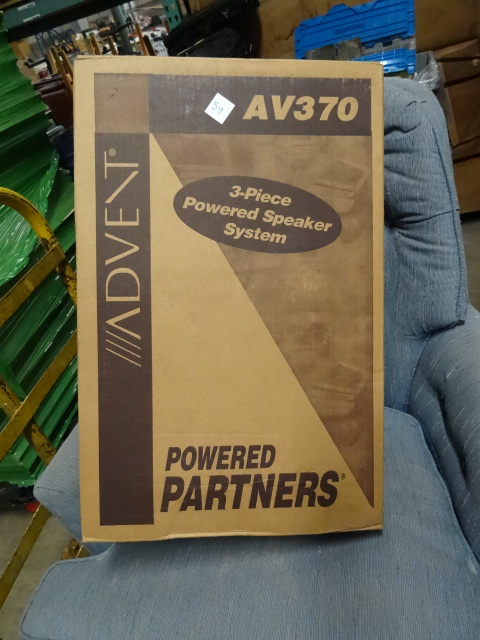 59
AV370
ADVENT®
3-Piece
Powered Speaker
System
POWERED
PARTNERS®